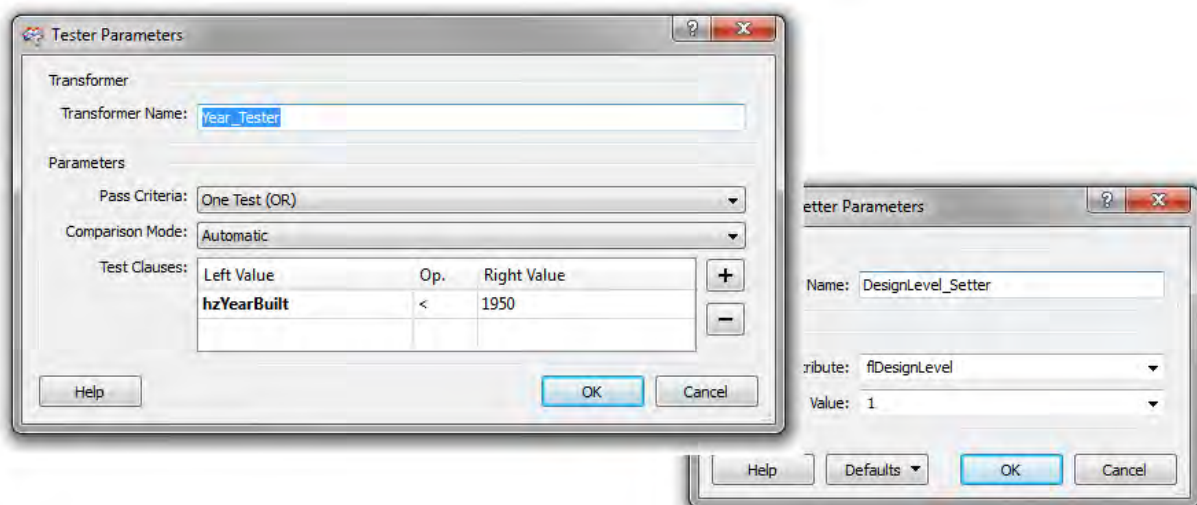 Tester Parameters
Transformer
Transformer Name: Year_Tester
Parameters
Pass Criteria: One Test (OR)
Comparison Mode: Automatic
Test Clauses:
Left Value Op. Right Value
hzYearBuilt < 1950
+
−
Help OK Cancel
etter Parameters
Name: DesignLevel_Setter
ribute: flDesignLevel
Value: 1
Help Defaults OK Cancel